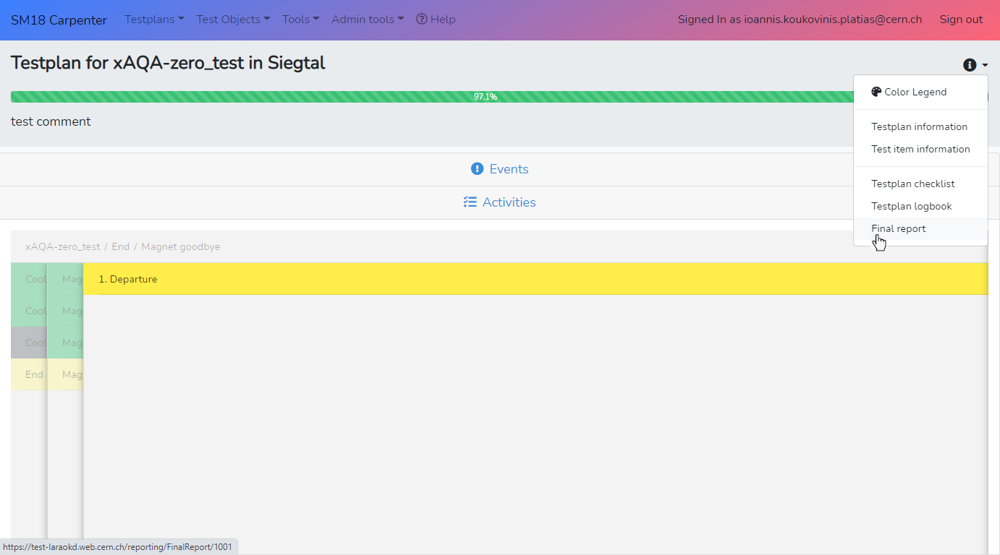 SM18 Carpenter Testplans Test Objects Tools Admin tools Help Signed In as ioannis.koukovinis.platias@cern.ch Sign out
Testplan for xAQA-zero_test in Siegtal
97.1%
test comment
Color Legend
Testplan information
Test item information
Testplan checklist
Testplan logbook
Final report
Events
Activities
xAQA-zero_test / End / Magnet goodbye
Cool Mag 1. Departure
Cool Mag
Cool Mag
End Mag
https://test-laraokd.web.cern.ch/reporting/FinalReport/1001